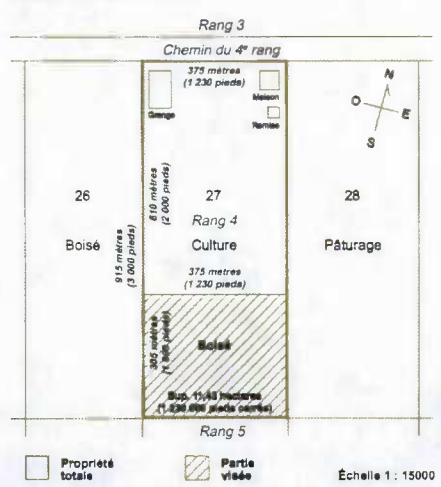 Rang 3
Chemin du 4e rang
375 mètres
(1 230 pieds)
Grange
Maison
Remise
N
O
E
S
26
Boisé
27
Rang 4
Culture
28
Pâturage
610 mètres
(2 000 pieds)
915 mètres
(3 000 pieds)
375 metres
(1 230 pieds)
305 mètres
pieds)
Boisé
Sup. 11,43 hectares
(1 230 000 pieds carrés)
Rang 5
Propriété
totale
Partie
visée
Échelle 1 : 15000